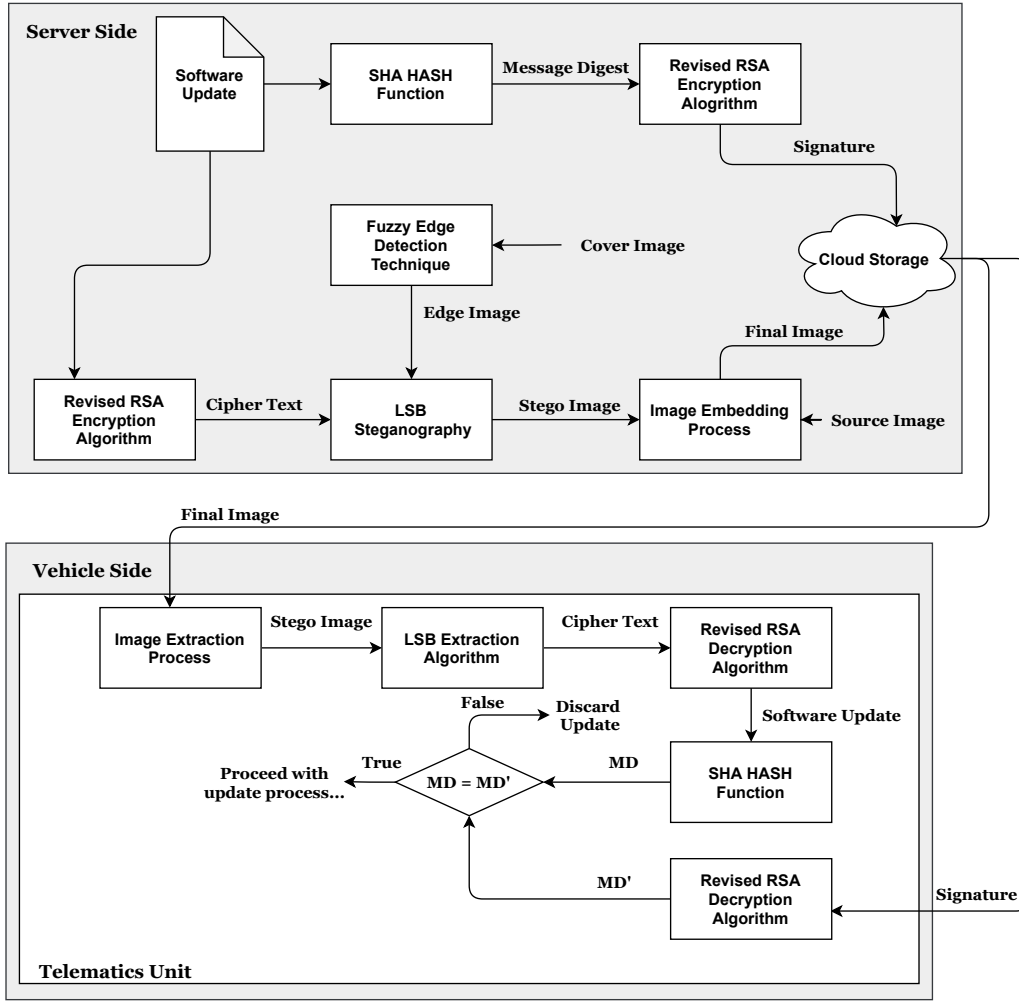 Server Side
Software
Update
SHA HASH
Function
Message Digest
Revised RSA
Encryption
Alogrithm
Signature
Fuzzy Edge
Detection
Technique
Cover Image
Cloud Storage
Edge Image
Final Image
Revised RSA
Encryption
Algorithm
Cipher Text
LSB
Steganography
Stego Image
Image Embedding
Process
Source Image
Final Image
Vehicle Side
Image Extraction
Process
Stego Image
LSB Extraction
Algorithm
Cipher Text
Revised RSA
Decryption
Algorithm
False
Discard
Update
Software Update
True
Proceed with
update process...
MD = MD'
MD
SHA HASH
Function
MD'
Revised RSA
Decryption
Algorithm
Signature
Telematics Unit